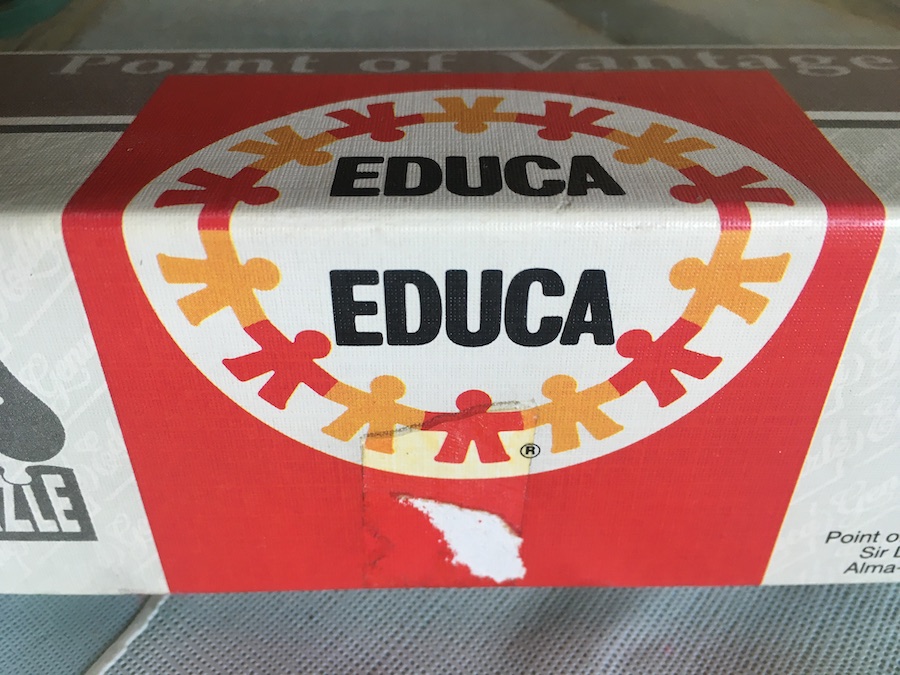 Point of Vantage
EDUCA
EDUCA
®
ZLE
Point o
Sir L
Alma-